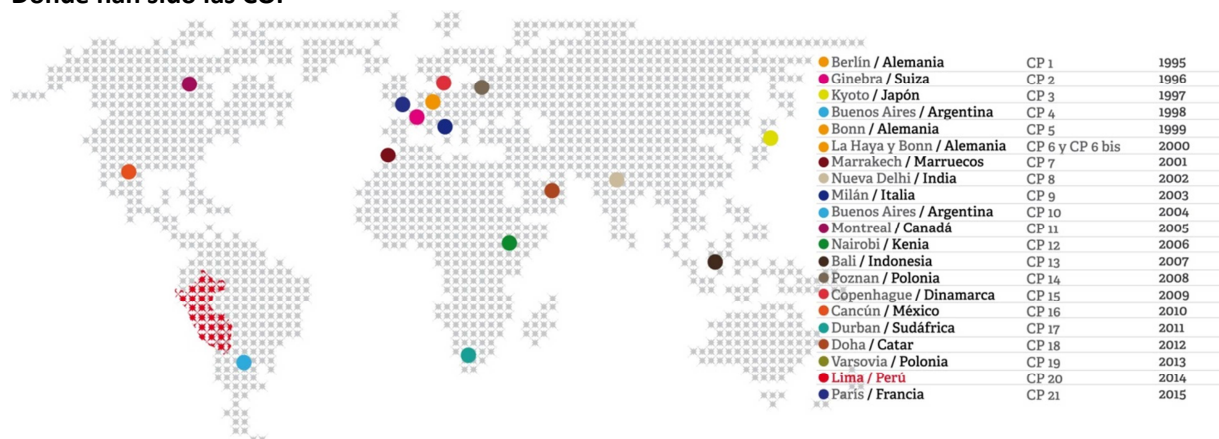 Dónde han sido las COP
Berlín / Alemania CP 1 1995
Ginebra / Suiza CP 2 1996
Kyoto / Japón CP 3 1997
Buenos Aires / Argentina CP 4 1998
Bonn / Alemania CP 5 1999
La Haya y Bonn / Alemania CP 6 y CP 6 bis 2000
Marrakech / Marruecos CP 7 2001
Nueva Delhi / India CP 8 2002
Milán / Italia CP 9 2003
Buenos Aires / Argentina CP 10 2004
Montreal / Canadá CP 11 2005
Nairobi / Kenia CP 12 2006
Bali / Indonesia CP 13 2007
Poznan / Polonia CP 14 2008
Copenhague / Dinamarca CP 15 2009
Cancún / México CP 16 2010
Durban / Sudáfrica CP 17 2011
Doha / Catar CP 18 2012
Varsovia / Polonia CP 19 2013
Lima / Perú CP 20 2014
París / Francia CP 21 2015